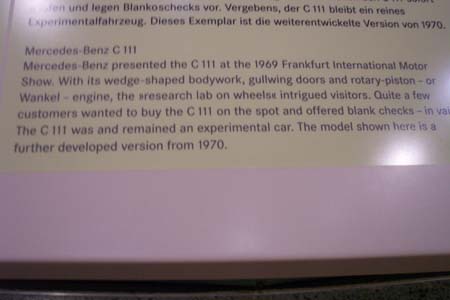 und legen Blankoschecks vor. Vergebens, der C 111 bleibt ein reines
Experimentalfahrzeug. Dieses Exemplar ist die weiterentwickelte Version von 1970.
Mercedes-Benz C 111
Mercedes-Benz presented the C 111 at the 1969 Frankfurt International Motor
Show. With its wedge-shaped bodywork, gullwing doors and rotary-piston – or
Wankel – engine, the »research lab on wheels« intrigued visitors. Quite a few
customers wanted to buy the C 111 on the spot and offered blank checks – in
The C 111 was and remained an experimental car. The model shown here is a
further developed version from 1970.